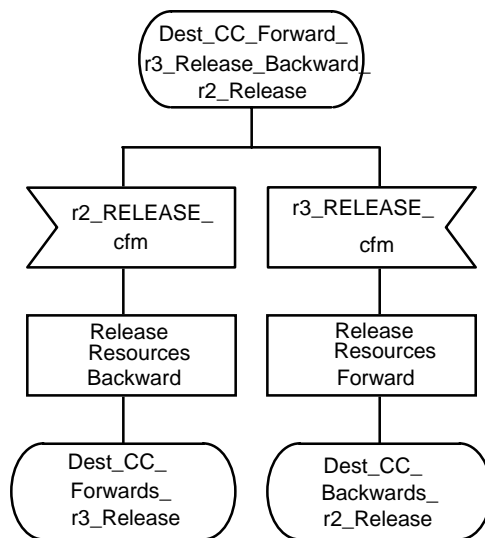 Dest_CC_Forward_
r3_Release_Backward_
r2_Release
r2_RELEASE_
cfm
r3_RELEASE_
cfm
Release
Resources
Backward
Release
Resources
Forward
Dest_CC_
Forwards_
r3_Release
Dest_CC_
Backwards_
r2_Release